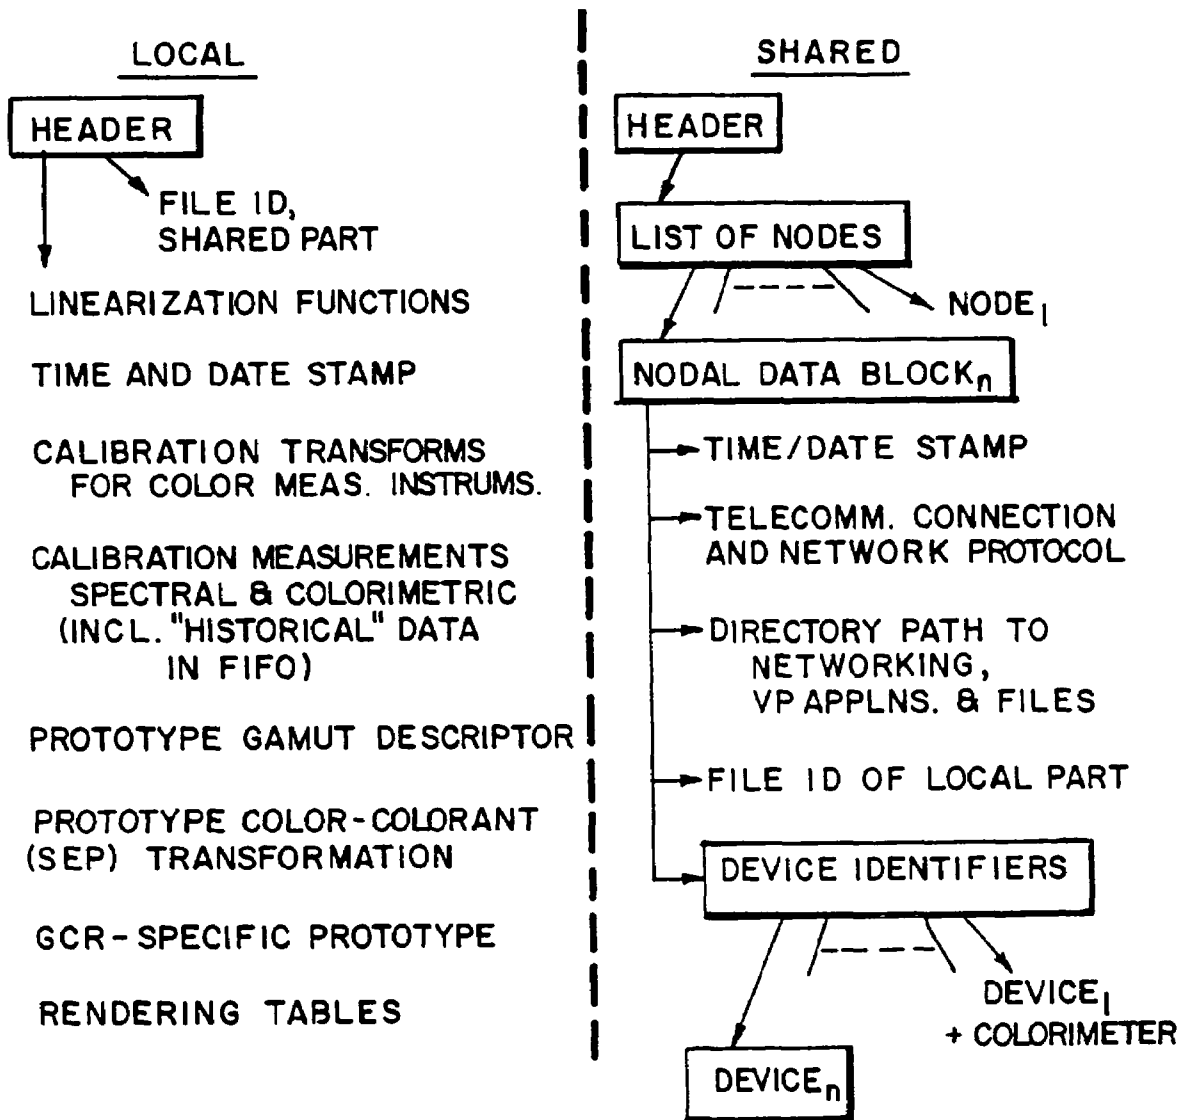 LOCAL
HEADER
FILE ID,
SHARED PART
LINEARIZATION FUNCTIONS
TIME AND DATE STAMP
CALIBRATION TRANSFORMS
FOR COLOR MEAS. INSTRUMS.
CALIBRATION MEASUREMENTS
SPECTRAL & COLORIMETRIC
(INCL. "HISTORICAL" DATA
IN FIFO)
PROTOTYPE GAMUT DESCRIPTOR
PROTOTYPE COLOR-COLORANT
(SEP) TRANSFORMATION
GCR-SPECIFIC PROTOTYPE
RENDERING TABLES
SHARED
HEADER
LIST OF NODES
NODE₁
NODAL DATA BLOCKₙ
TIME/DATE STAMP
TELECOMM. CONNECTION
AND NETWORK PROTOCOL
DIRECTORY PATH TO
NETWORKING,
VP APPLNS. & FILES
FILE ID OF LOCAL PART
DEVICE IDENTIFIERS
DEVICE₁
+ COLORIMETER
DEVICEₙ